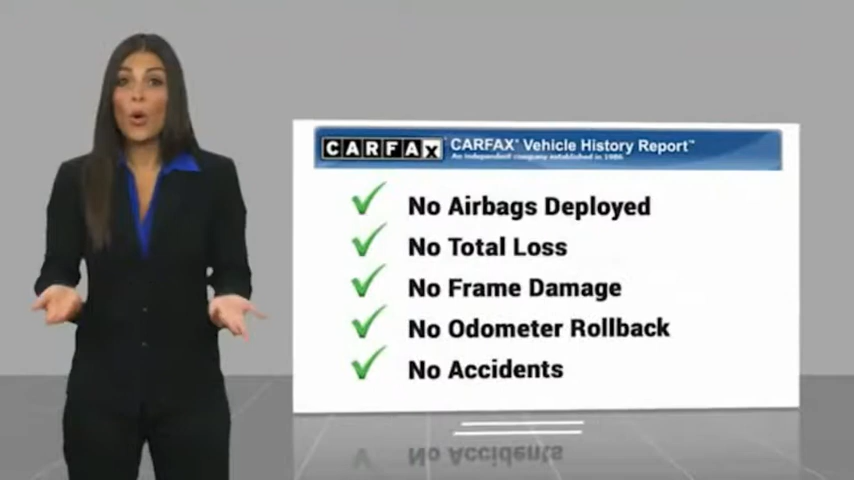 CARFAX CARFAX® Vehicle History Report™
An independent company established in 1986
No Airbags Deployed
No Total Loss
No Frame Damage
No Odometer Rollback
No Accidents
No Accidents